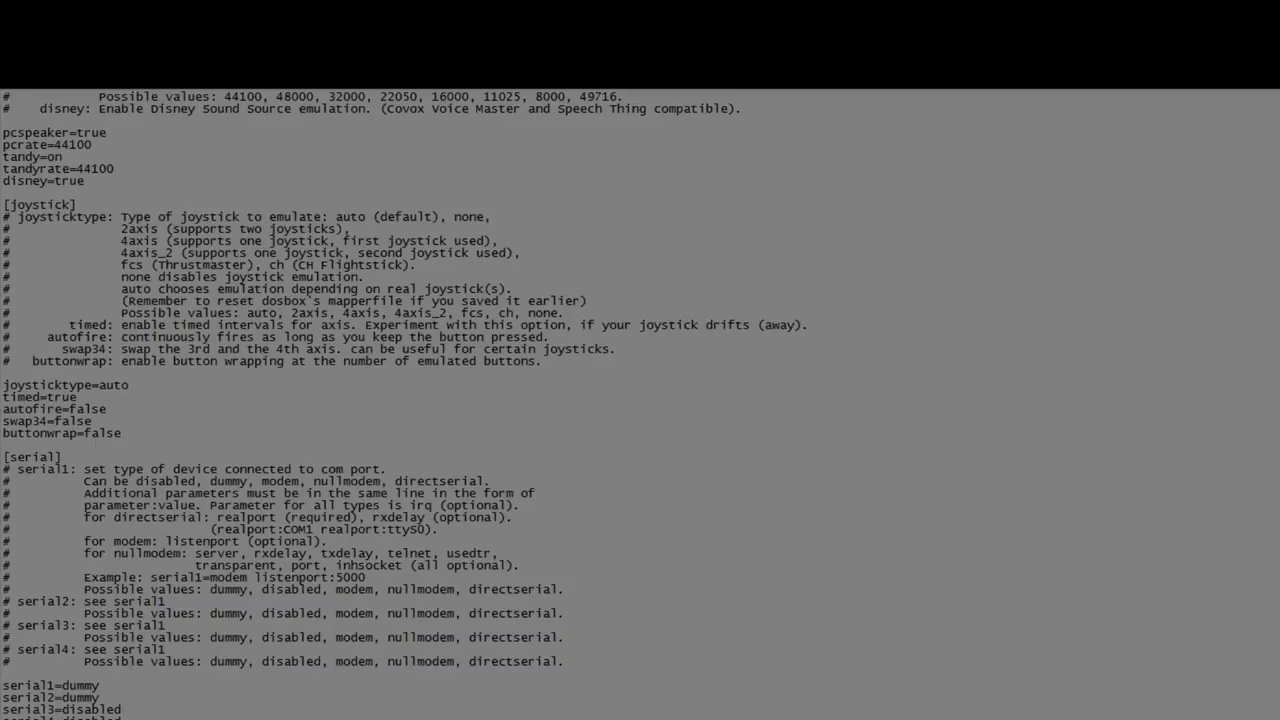 #            Possible values: 44100, 48000, 32000, 22050, 16000, 11025, 8000, 49716.
#    disney: Enable Disney Sound Source emulation. (Covox Voice Master and Speech Thing compatible).

pcspeaker=true
pcrate=44100
tandy=on
tandyrate=44100
disney=true

[joystick]
# joysticktype: Type of joystick to emulate: auto (default), none,
#               2axis (supports two joysticks),
#               4axis (supports one joystick, first joystick used),
#               4axis_2 (supports one joystick, second joystick used),
#               fcs (Thrustmaster), ch (CH Flightstick).
#               none disables joystick emulation.
#               auto chooses emulation depending on real joystick(s).
#               (Remember to reset dosbox's mapperfile if you saved it earlier)
#               Possible values: auto, 2axis, 4axis, 4axis_2, fcs, ch, none.
#        timed: enable timed intervals for axis. Experiment with this option, if your joystick drifts (away).
#     autofire: continuously fires as long as you keep the button pressed.
#       swap34: swap the 3rd and the 4th axis. can be useful for certain joysticks.
#   buttonwrap: enable button wrapping at the number of emulated buttons.

joysticktype=auto
timed=true
autofire=false
swap34=false
buttonwrap=false

[serial]
# serial1: set type of device connected to com port.
#          Can be disabled, dummy, modem, nullmodem, directserial.
#          Additional parameters must be in the same line in the form of
#          parameter:value. Parameter for all types is irq (optional).
#          for directserial: realport (required), rxdelay (optional).
#                           (realport:COM1 realport:ttyS0).
#          for modem: listenport (optional).
#          for nullmodem: server, rxdelay, txdelay, telnet, usedtr,
#                         transparent, port, inhsocket (all optional).
#          Example: serial1=modem listenport:5000
#          Possible values: dummy, disabled, modem, nullmodem, directserial.
# serial2: see serial1
#          Possible values: dummy, disabled, modem, nullmodem, directserial.
# serial3: see serial1
#          Possible values: dummy, disabled, modem, nullmodem, directserial.
# serial4: see serial1
#          Possible values: dummy, disabled, modem, nullmodem, directserial.

serial1=dummy
serial2=dummy
serial3=disabled